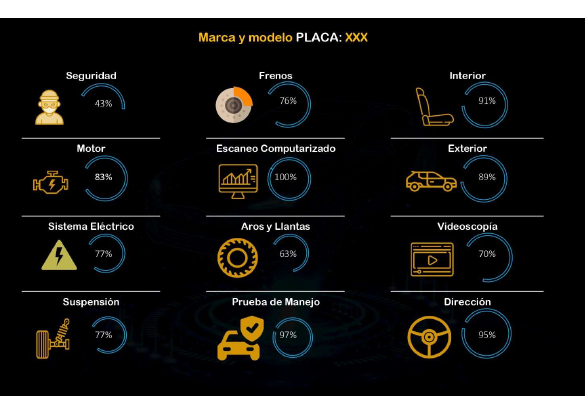 Marca y modelo PLACA: XXX
Seguridad
43%
Frenos
76%
Interior
91%
Motor
83%
Escaneo Computarizado
100%
Exterior
89%
Sistema Eléctrico
77%
Aros y Llantas
63%
Videoscopía
70%
Suspensión
77%
Prueba de Manejo
97%
Dirección
95%